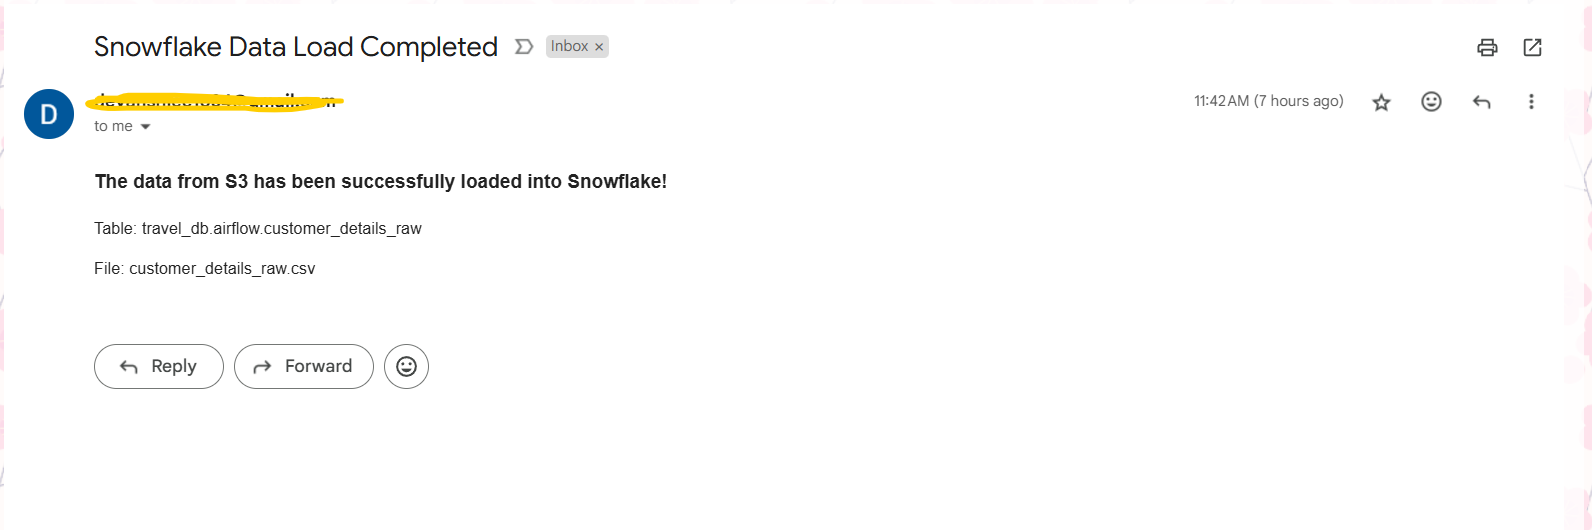 Snowflake Data Load Completed Inbox ×
D
11:42 AM (7 hours ago)
to me
The data from S3 has been successfully loaded into Snowflake!
Table: travel_db.airflow.customer_details_raw
File: customer_details_raw.csv
Reply Forward